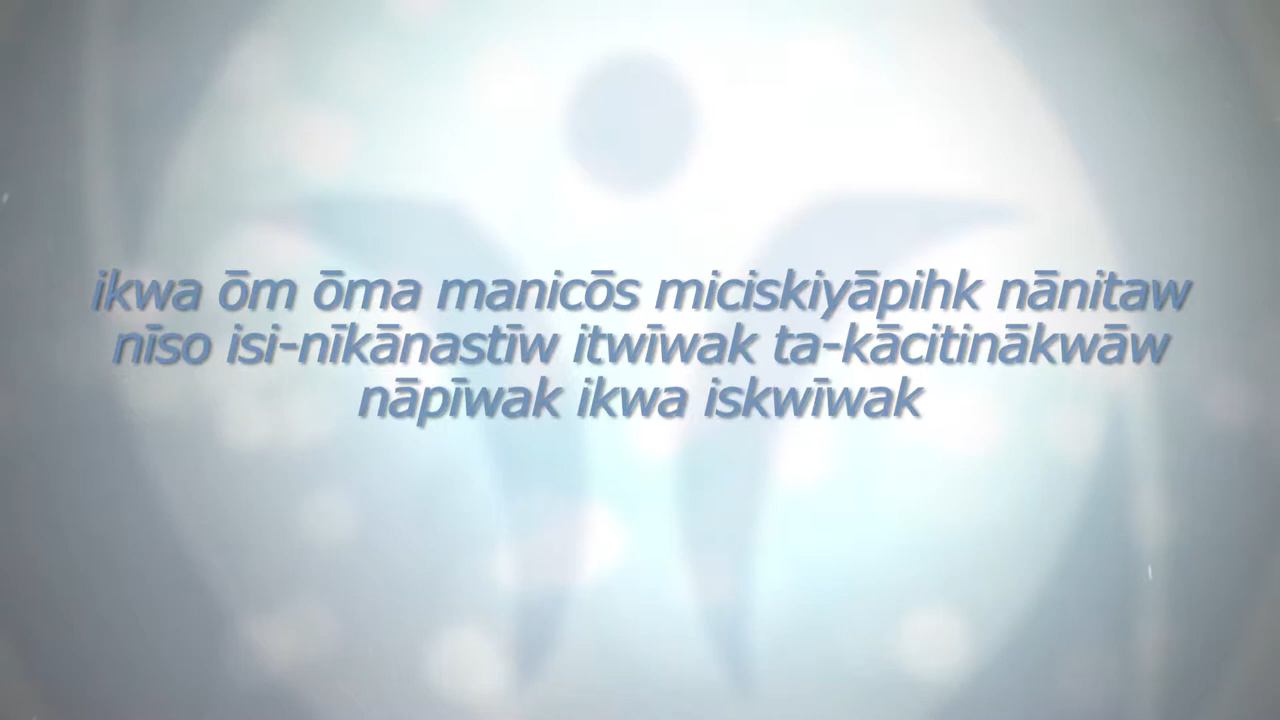 ikwa ōm ōma manicōs miciskiyāpihk nānitaw
nīso isi-nīkānastīw itwīwak ta-kācitinākwāw
nāpīwak ikwa iskwīwak